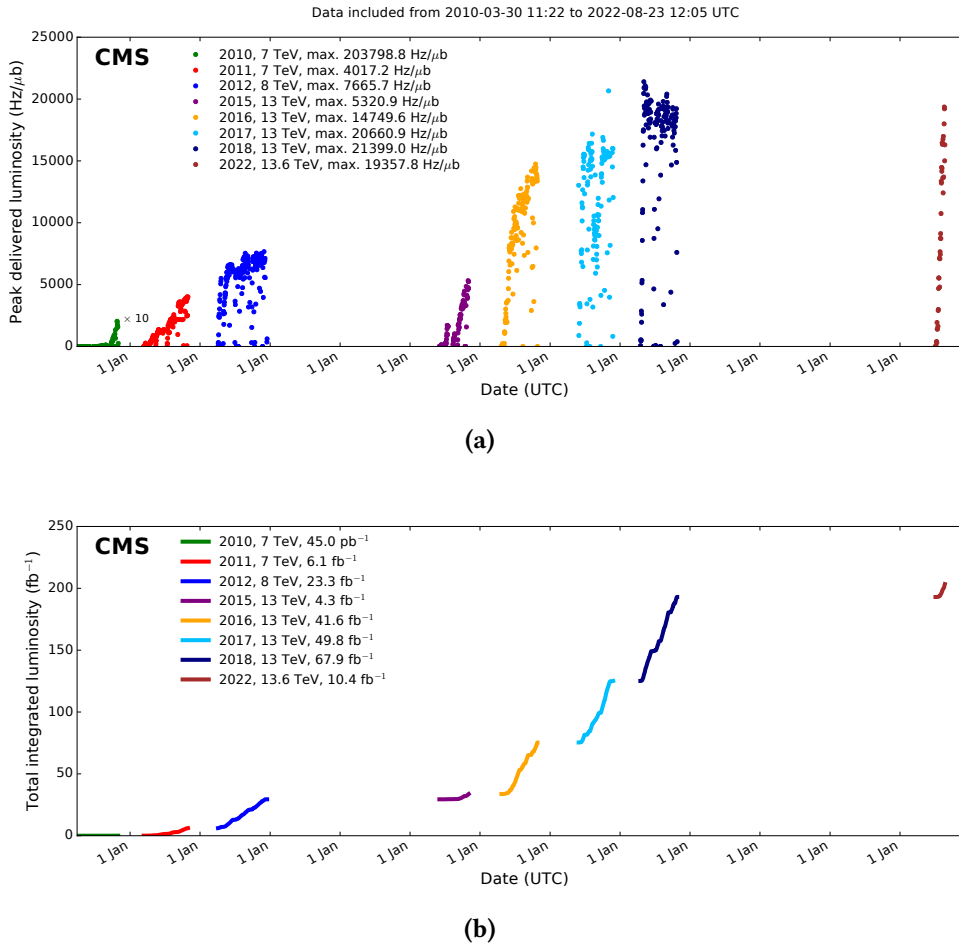 Data included from 2010-03-30 11:22 to 2022-08-23 12:05 UTC
CMS
2010, 7 TeV, max. 203798.8 Hz/μb
2011, 7 TeV, max. 4017.2 Hz/μb
2012, 8 TeV, max. 7665.7 Hz/μb
2015, 13 TeV, max. 5320.9 Hz/μb
2016, 13 TeV, max. 14749.6 Hz/μb
2017, 13 TeV, max. 20660.9 Hz/μb
2018, 13 TeV, max. 21399.0 Hz/μb
2022, 13.6 TeV, max. 19357.8 Hz/μb
Peak delivered luminosity (Hz/μb)
25000
20000
15000
10000
5000
0
× 10
1 Jan
1 Jan
1 Jan
1 Jan
1 Jan
1 Jan
1 Jan
1 Jan
1 Jan
1 Jan
1 Jan
1 Jan
Date (UTC)
(a)
CMS
2010, 7 TeV, 45.0 pb⁻¹
2011, 7 TeV, 6.1 fb⁻¹
2012, 8 TeV, 23.3 fb⁻¹
2015, 13 TeV, 4.3 fb⁻¹
2016, 13 TeV, 41.6 fb⁻¹
2017, 13 TeV, 49.8 fb⁻¹
2018, 13 TeV, 67.9 fb⁻¹
2022, 13.6 TeV, 10.4 fb⁻¹
Total integrated luminosity (fb⁻¹)
250
200
150
100
50
0
1 Jan
1 Jan
1 Jan
1 Jan
1 Jan
1 Jan
1 Jan
1 Jan
1 Jan
1 Jan
1 Jan
1 Jan
Date (UTC)
(b)